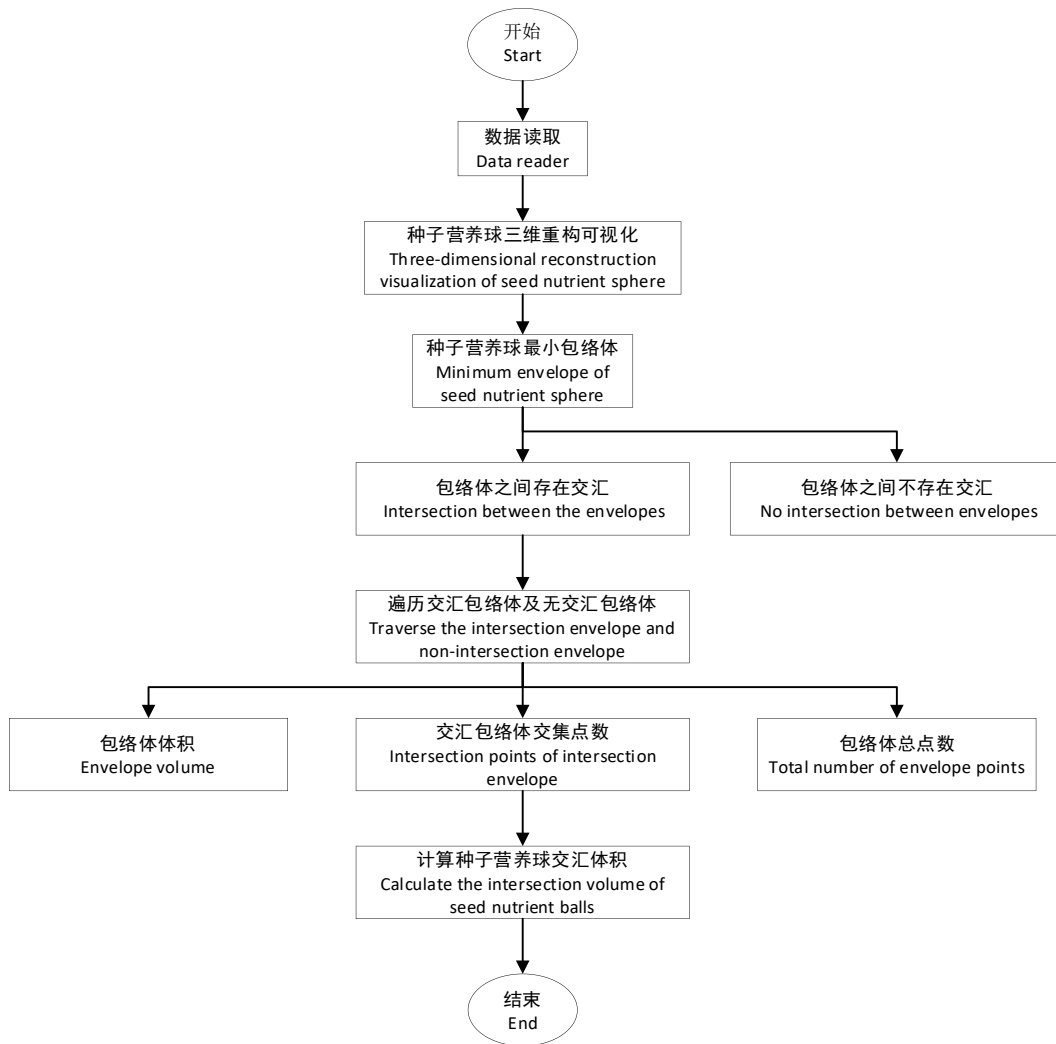 开始
Start
数据读取
Data reader
种子营养球三维重构可视化
Three-dimensional reconstruction
visualization of seed nutrient sphere
种子营养球最小包络体
Minimum envelope of
seed nutrient sphere
包络体之间存在交汇
Intersection between the envelopes
包络体之间不存在交汇
No intersection between envelopes
遍历交汇包络体及无交汇包络体
Traverse the intersection envelope and
non-intersection envelope
包络体体积
Envelope volume
交汇包络体交集点数
Intersection points of intersection
envelope
包络体总点数
Total number of envelope points
计算种子营养球交汇体积
Calculate the intersection volume of
seed nutrient balls
结束
End